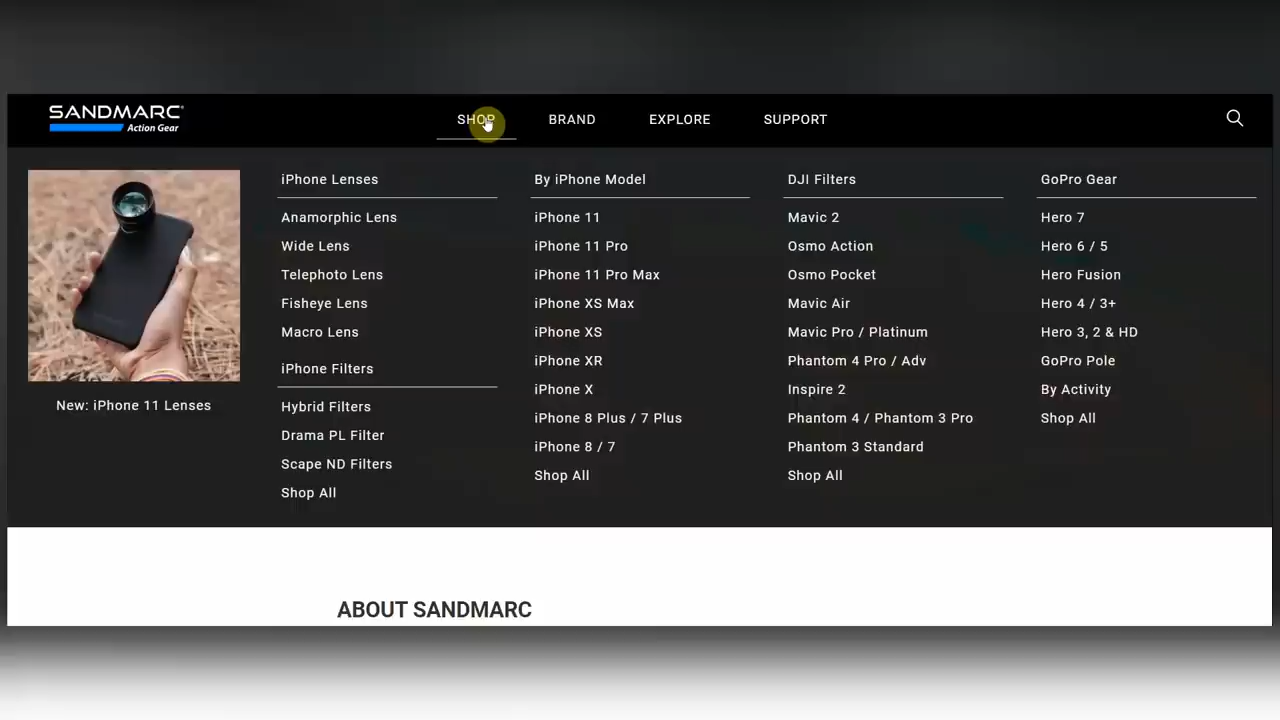 SANDMARC
Action Gear
SHOP
BRAND
EXPLORE
SUPPORT
New: iPhone 11 Lenses
iPhone Lenses
Anamorphic Lens
Wide Lens
Telephoto Lens
Fisheye Lens
Macro Lens
iPhone Filters
Hybrid Filters
Drama PL Filter
Scape ND Filters
Shop All
By iPhone Model
iPhone 11
iPhone 11 Pro
iPhone 11 Pro Max
iPhone XS Max
iPhone XS
iPhone XR
iPhone X
iPhone 8 Plus / 7 Plus
iPhone 8 / 7
Shop All
DJI Filters
Mavic 2
Osmo Action
Osmo Pocket
Mavic Air
Mavic Pro / Platinum
Phantom 4 Pro / Adv
Inspire 2
Phantom 4 / Phantom 3 Pro
Phantom 3 Standard
Shop All
GoPro Gear
Hero 7
Hero 6 / 5
Hero Fusion
Hero 4 / 3+
Hero 3, 2 & HD
GoPro Pole
By Activity
Shop All
ABOUT SANDMARC